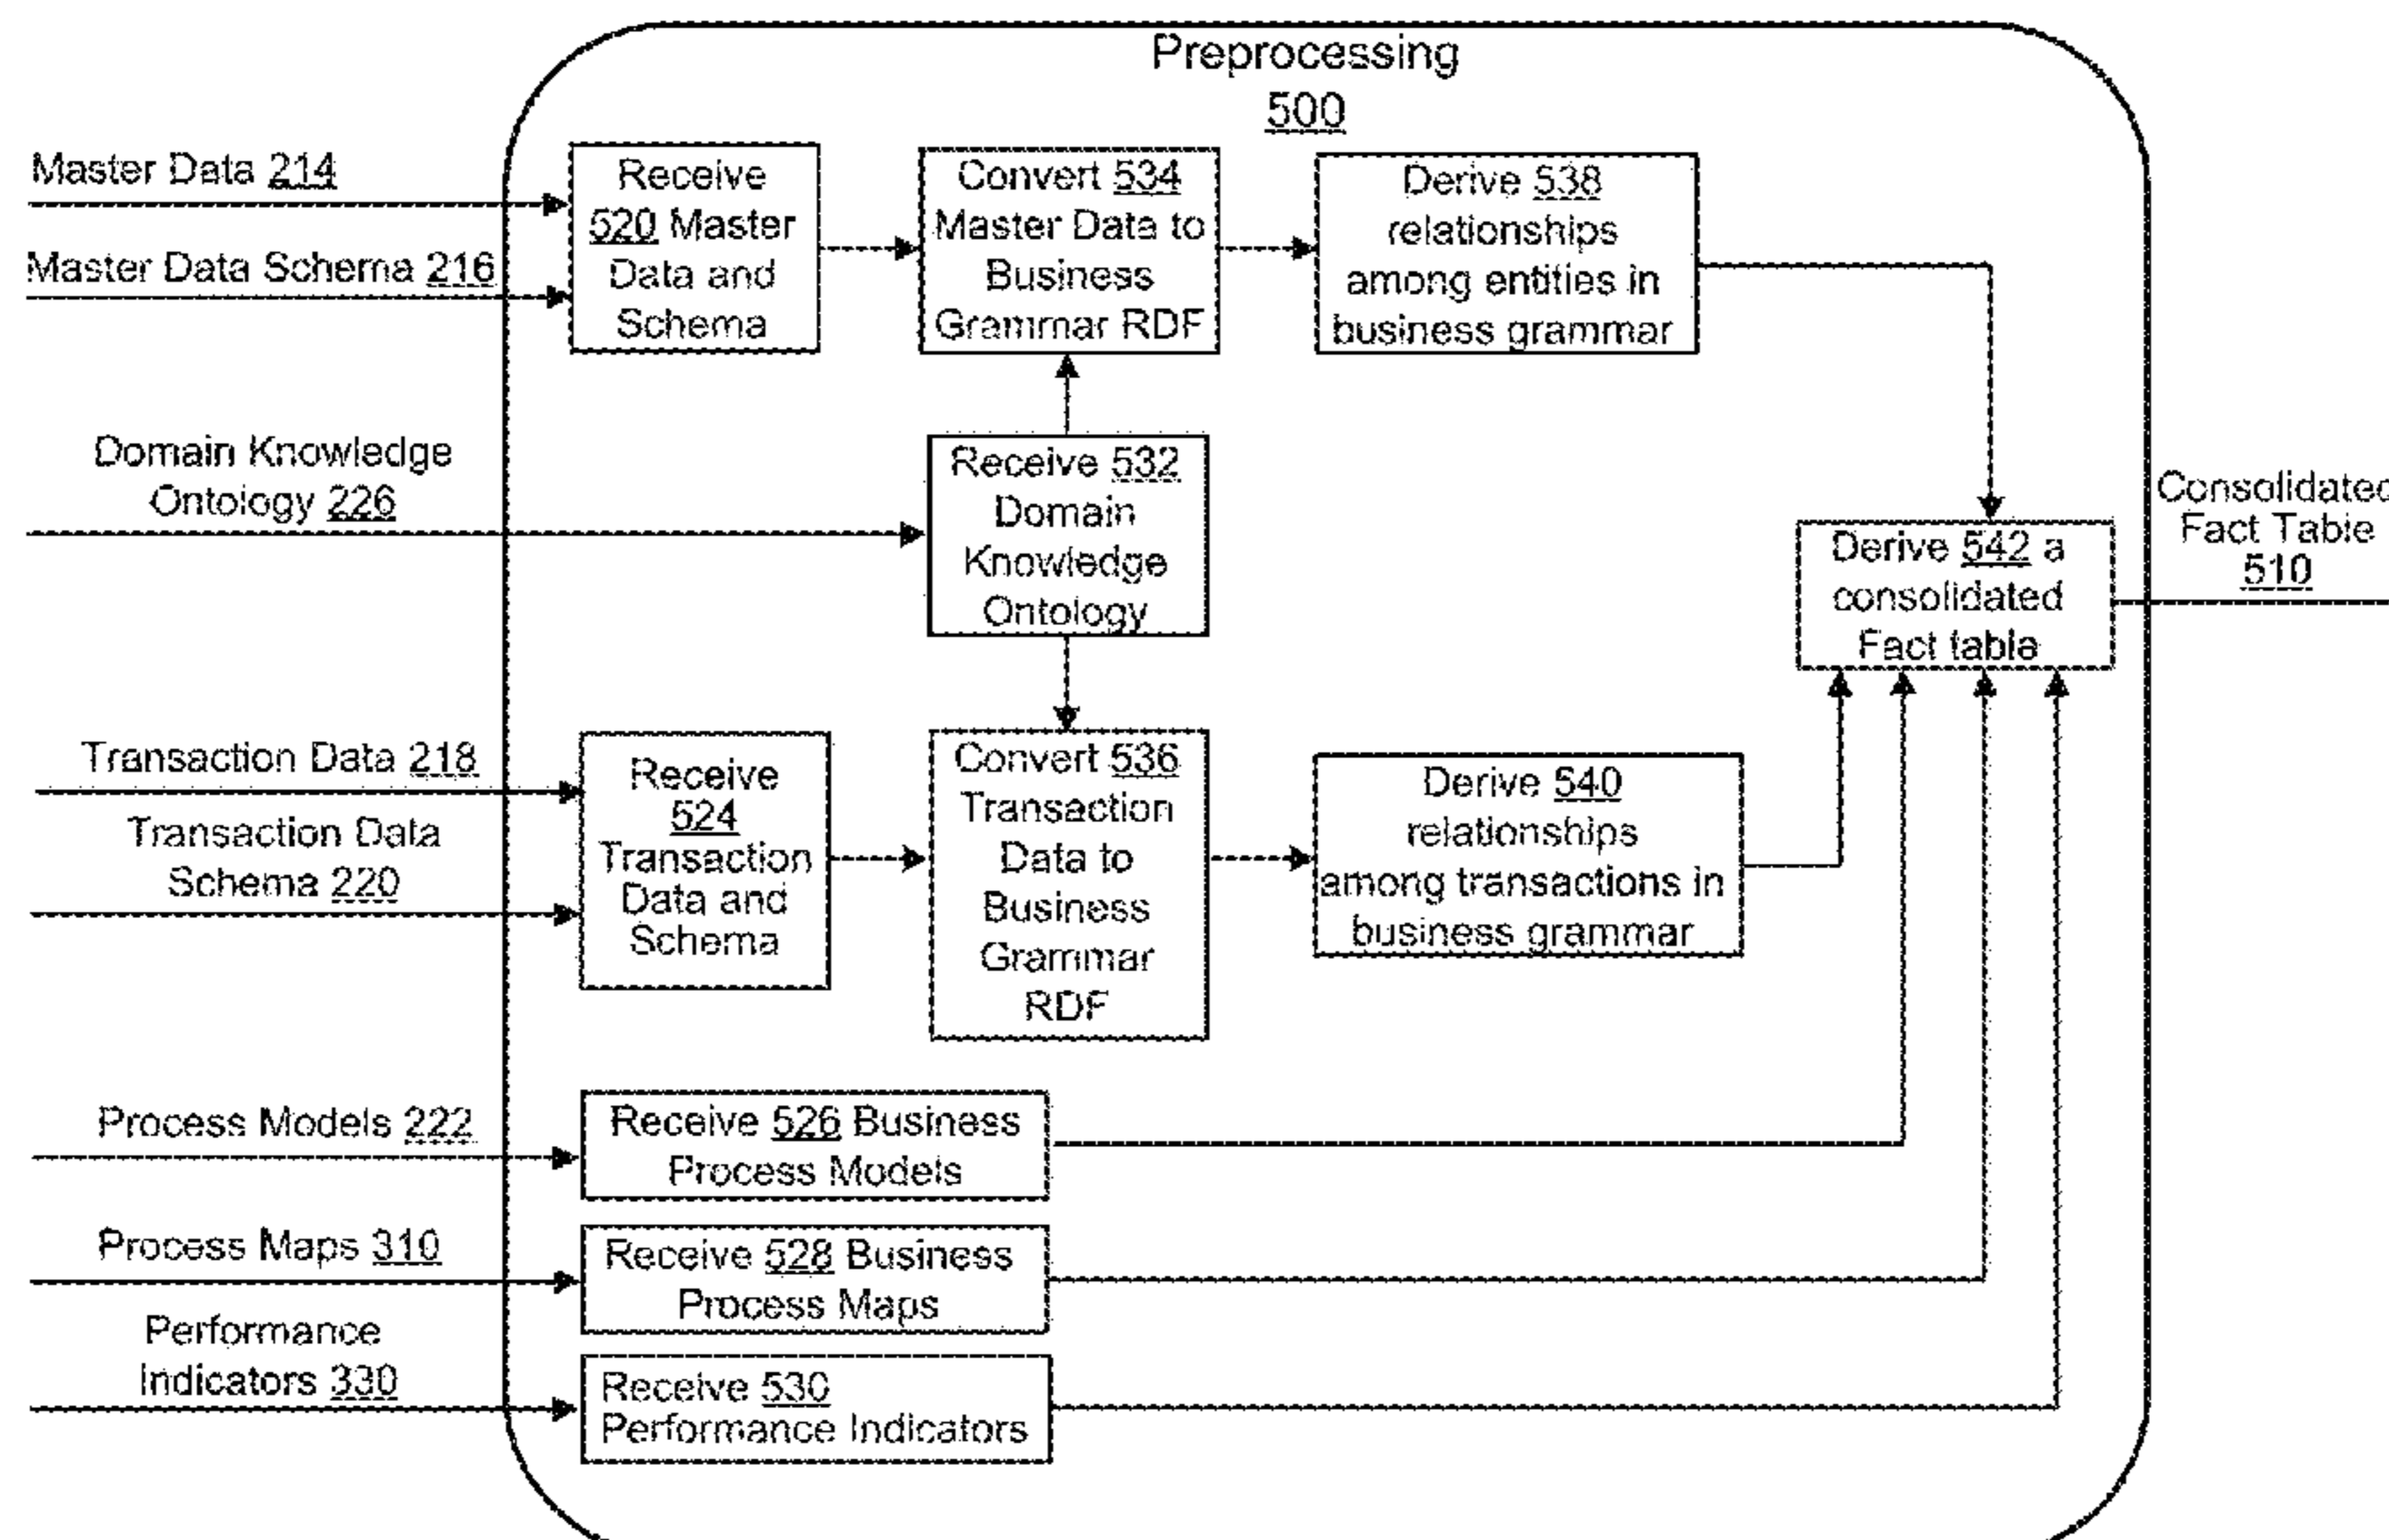 Preprocessing
500
Master Data 214
Master Data Schema 216
Receive
520 Master
Data and
Schema
Convert 534
Master Data to
Business
Grammar RDF
Derive 538
relationships
among entities in
business grammar
Domain Knowledge
Ontology 226
Receive 532
Domain
Knowledge
Ontology
Derive 542 a
consolidated
Fact table
Consolidated
Fact Table
510
Transaction Data 218
Transaction Data
Schema 220
Receive
524
Transaction
Data and
Schema
Convert 536
Transaction
Data to
Business
Grammar
RDF
Derive 540
relationships
among transactions in
business grammar
Process Models 222
Receive 526 Business
Process Models
Process Maps 310
Receive 528 Business
Process Maps
Performance
Indicators 330
Receive 530
Performance Indicators